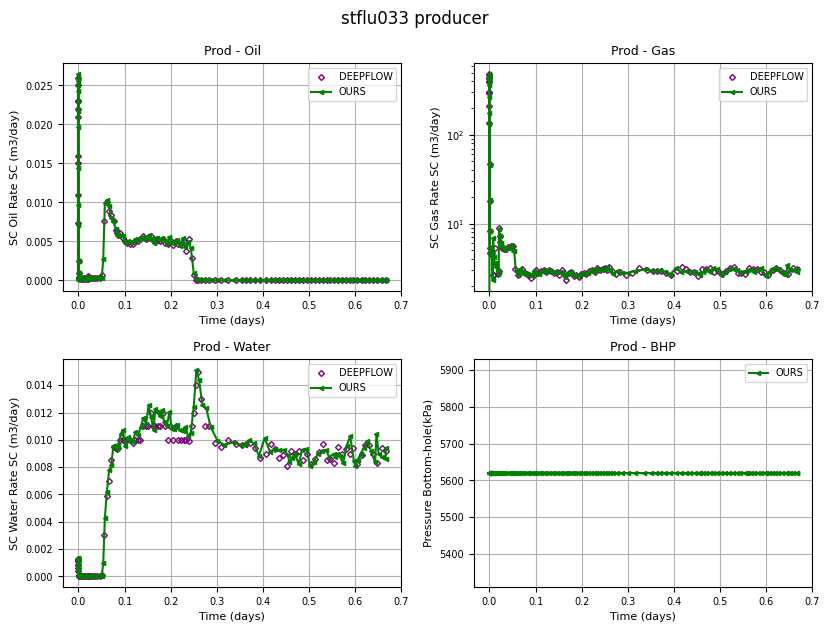 stflu033 producer
Prod - Oil
SC Oil Rate SC (m3/day)
0.025
0.020
0.015
0.010
0.005
0.000
DEEPFLOW
OURS
0.0 0.1 0.2 0.3 0.4 0.5 0.6 0.7
Time (days)
Prod - Gas
SC Gas Rate SC (m3/day)
10²
10¹
DEEPFLOW
OURS
0.0 0.1 0.2 0.3 0.4 0.5 0.6 0.7
Time (days)
Prod - Water
SC Water Rate SC (m3/day)
0.014
0.012
0.010
0.008
0.006
0.004
0.002
0.000
DEEPFLOW
OURS
0.0 0.1 0.2 0.3 0.4 0.5 0.6 0.7
Time (days)
Prod - BHP
Pressure Bottom-hole(kPa)
5900
5800
5700
5600
5500
5400
OURS
0.0 0.1 0.2 0.3 0.4 0.5 0.6 0.7
Time (days)